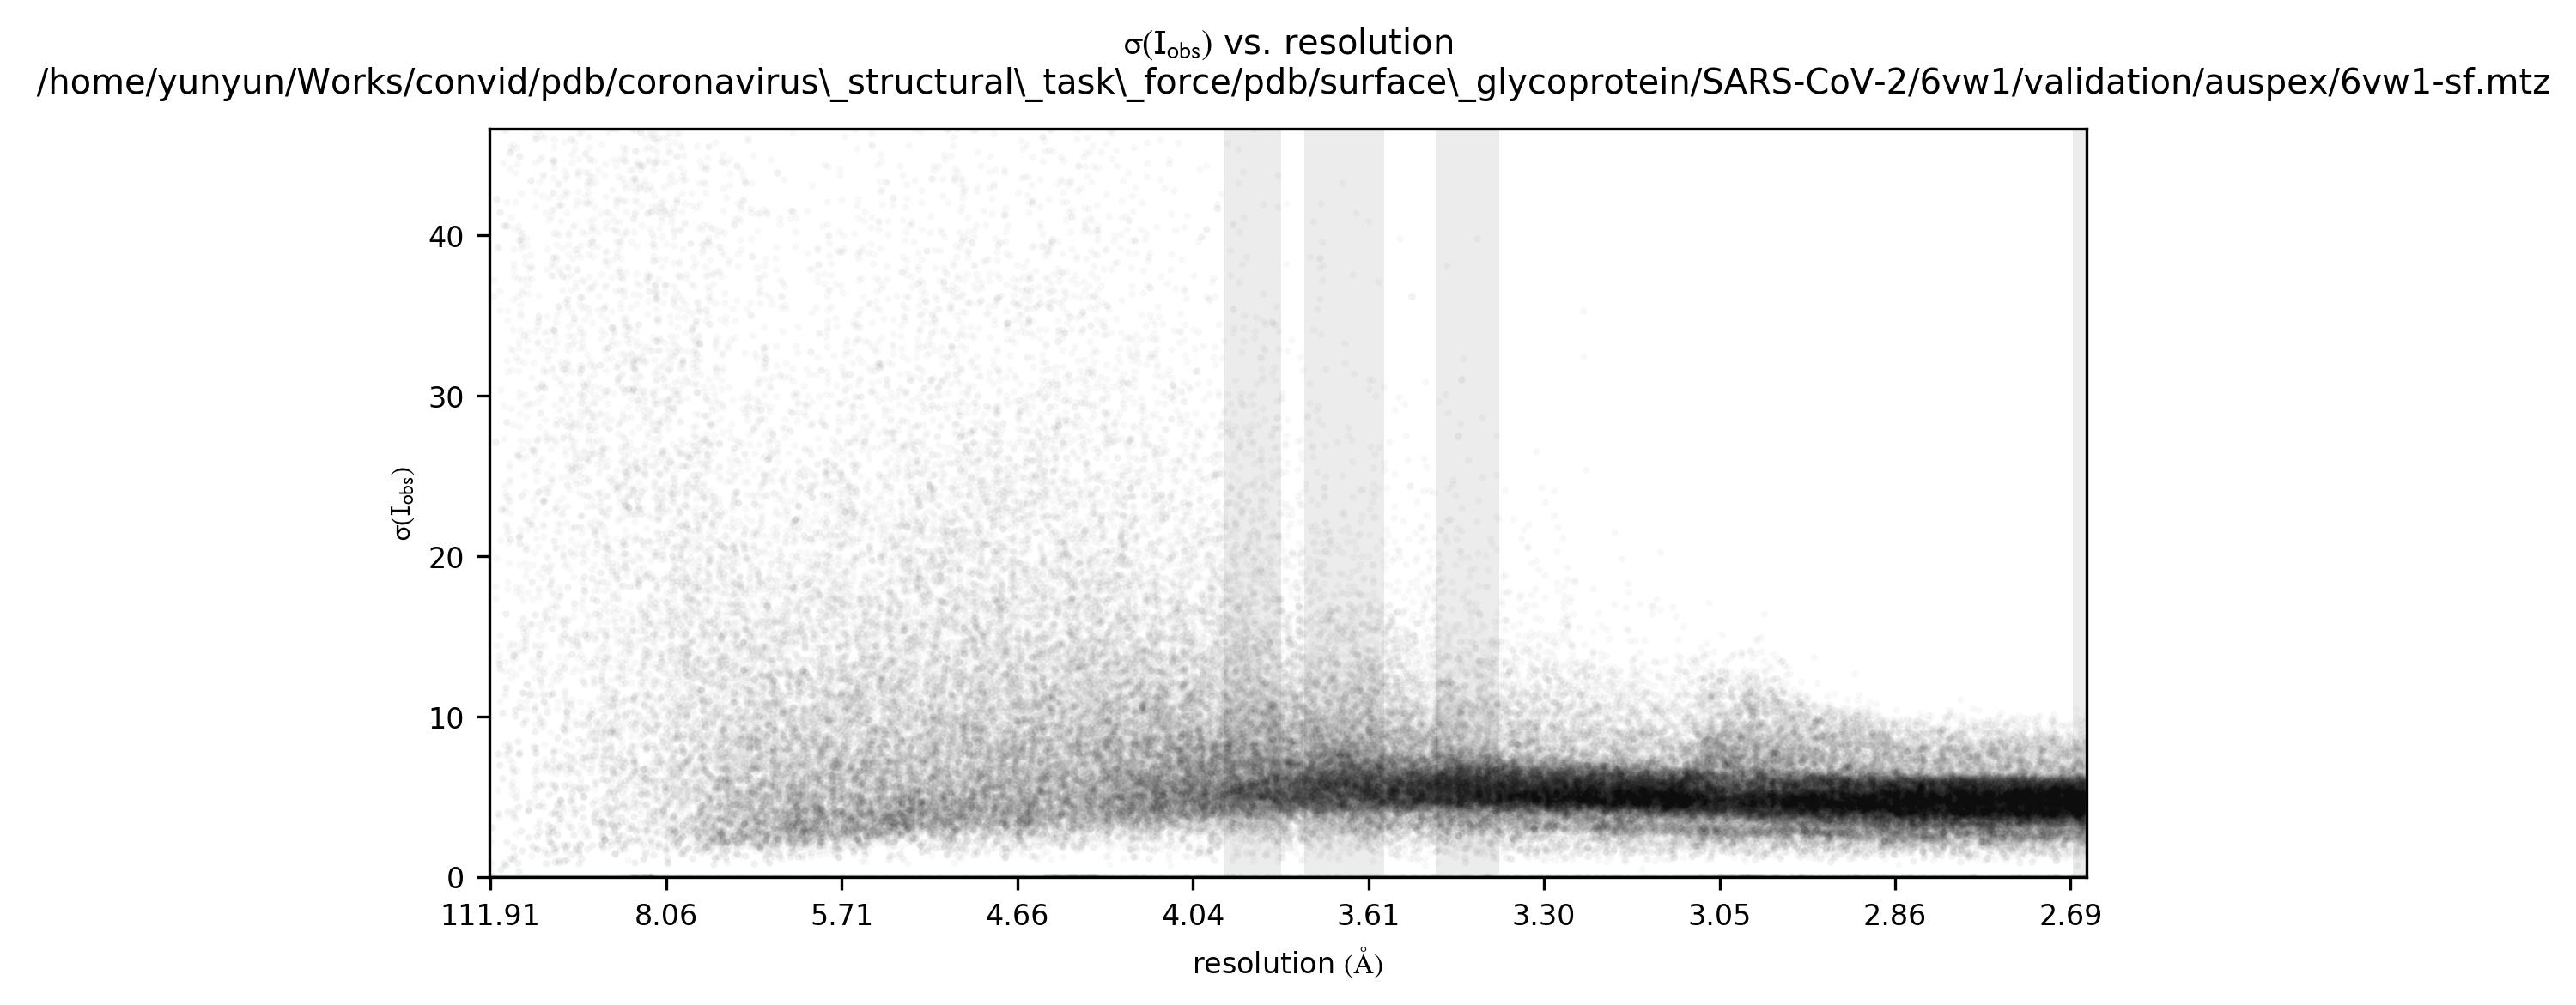 σ(Iobs) vs. resolution
/home/yunyun/Works/convid/pdb/coronavirus\_structural\_task\_force/pdb/surface\_glycoprotein/SARS-CoV-2/6vw1/validation/auspex/6vw1-sf.mtz
40
30
20
10
0
σ(Iobs)
111.91 8.06 5.71 4.66 4.04 3.61 3.30 3.05 2.86 2.69
resolution (Å)